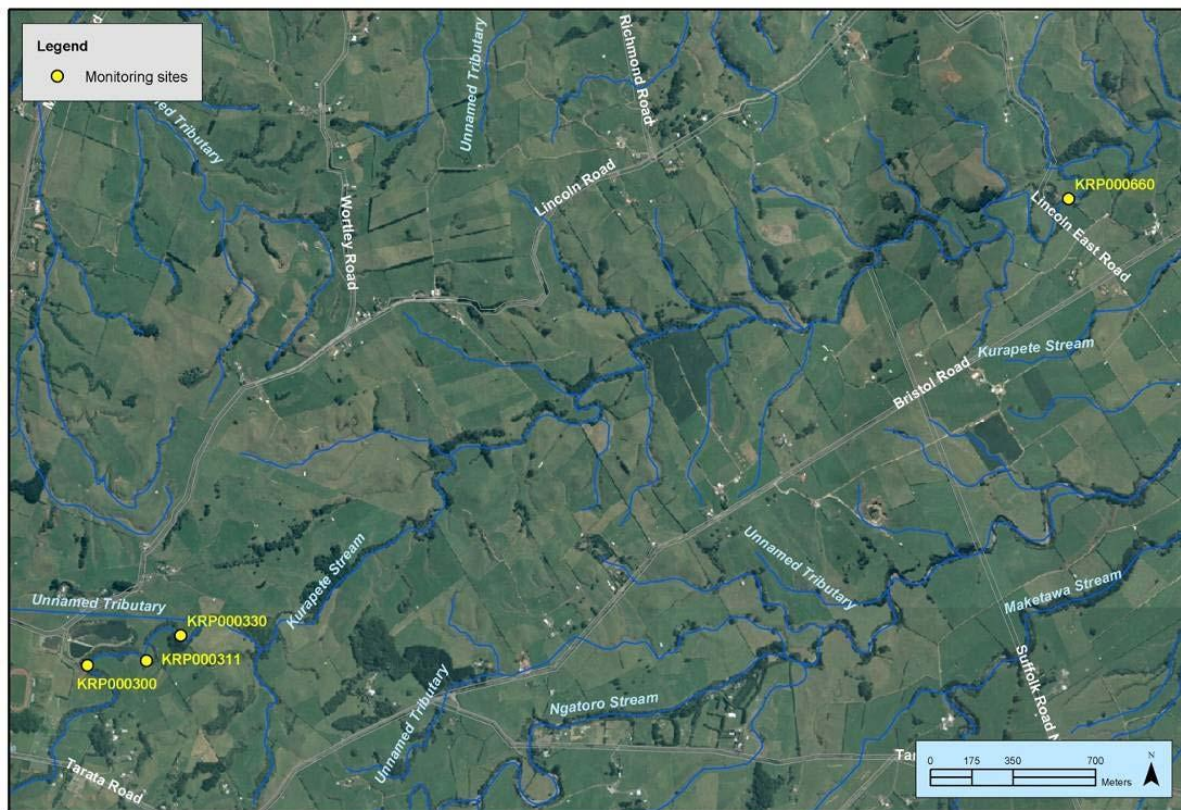 Legend
Monitoring sites
Unnamed Tributary
Richmond Road
Lincoln Road
Wortley Road
KRP000660
Lincoln East Road
Kurapete Stream
Bristol Road
Unnamed Tributary
Kurapete Stream
Unnamed Tributary
Maketawa Stream
KRP000330
KRP000311
KRP000300
Suffolk Road N
Ngatoro Stream
Unnamed Tributary
Tarata Road
0 175 350 700
Meters
N